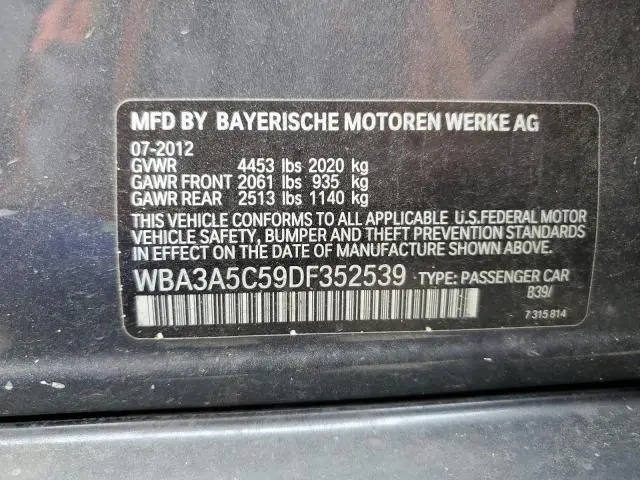 MFD BY BAYERISCHE MOTOREN WERKE AG
07-2012
GVWR 4453 lbs 2020 kg
GAWR FRONT 2061 lbs 935 kg
GAWR REAR 2513 lbs 1140 kg
THIS VEHICLE CONFORMS TO ALL APPLICABLE U.S.FEDERAL MOTOR
VEHICLE SAFETY, BUMPER AND THEFT PREVENTION STANDARDS
IN EFFECT ON THE DATE OF MANUFACTURE SHOWN ABOVE.
WBA3A5C59DF352539 TYPE: PASSENGER CAR
B39/
7 315 814